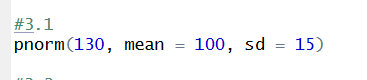 #3.1
pnorm(130, mean = 100, sd = 15)